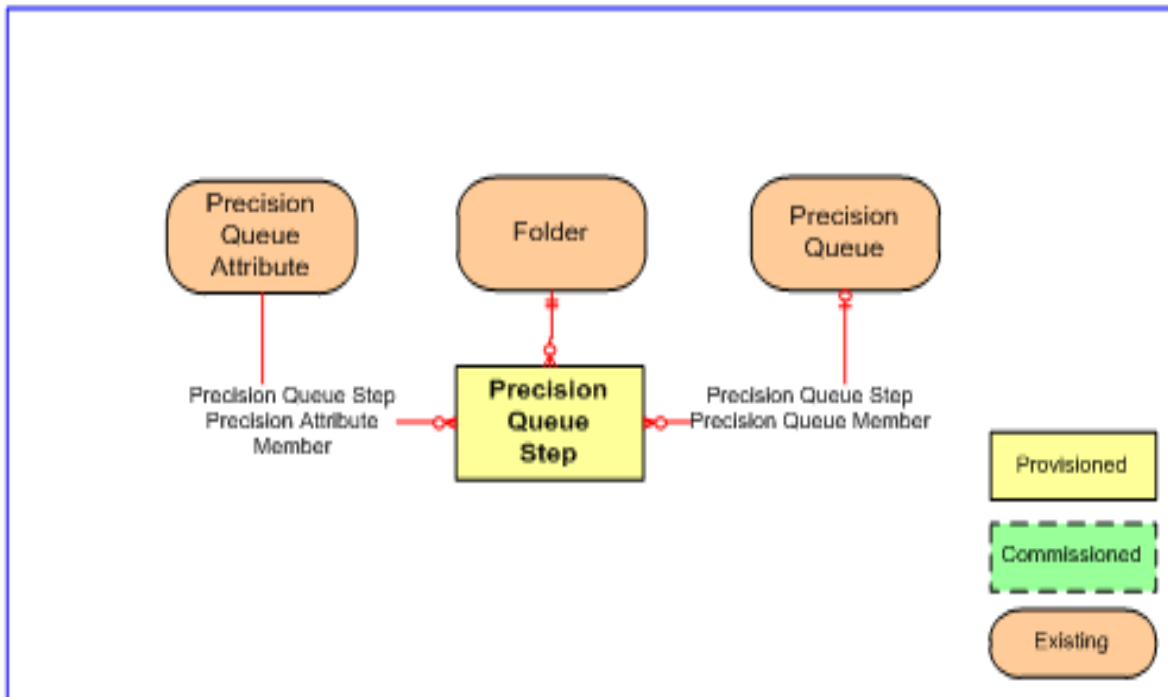 Precision
Queue
Attribute
Folder
Precision
Queue
Precision Queue Step
Precision Attribute
Member
Precision
Queue
Step
Precision Queue Step
Precision Queue Member
Provisioned
Commissioned
Existing